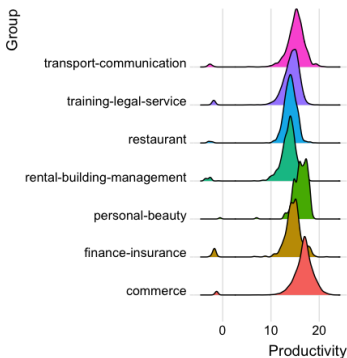 Group
transport-communication
training-legal-service
restaurant
rental-building-management
personal-beauty
finance-insurance
commerce
0 10 20
Productivity